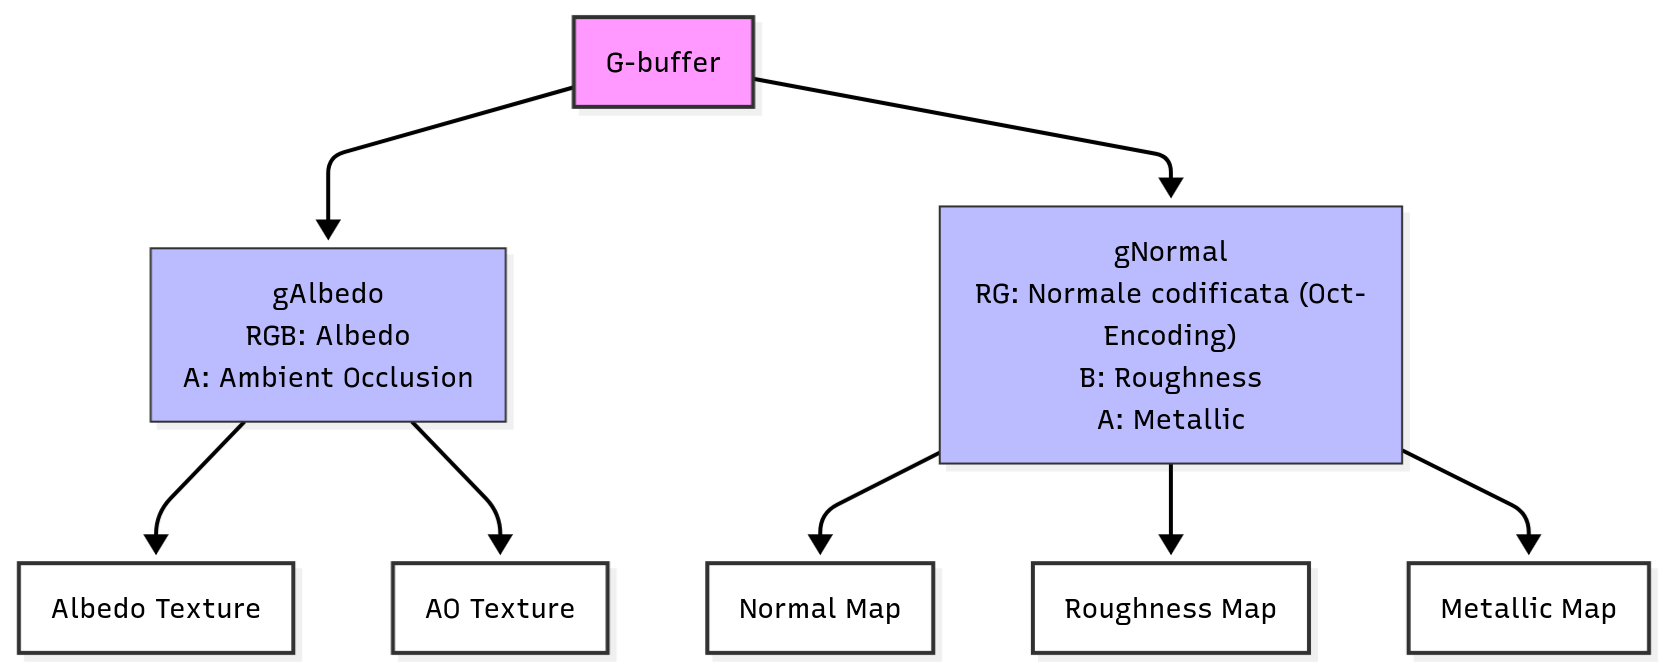 G-buffer
gAlbedo
RGB: Albedo
A: Ambient Occlusion
gNormal
RG: Normale codificata (Oct-
Encoding)
B: Roughness
A: Metallic
Albedo Texture
AO Texture
Normal Map
Roughness Map
Metallic Map